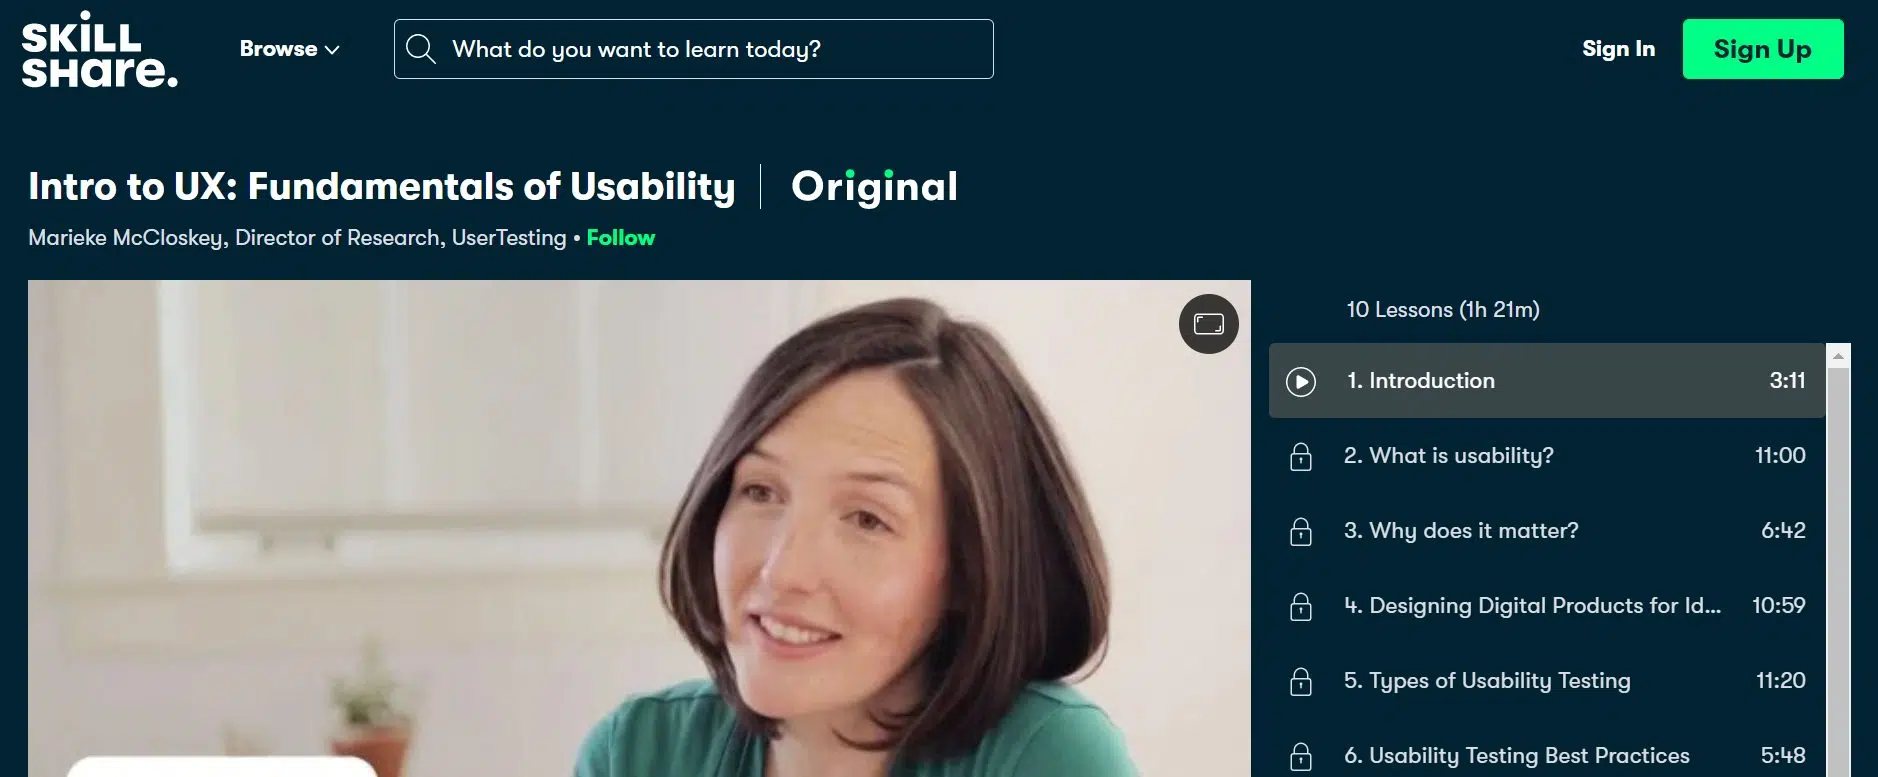 SKILL
SHare.
Browse
What do you want to learn today?
Sign In
Sign Up
Intro to UX: Fundamentals of Usability
Original
Marieke McCloskey, Director of Research, UserTesting • Follow
10 Lessons (1h 21m)
1. Introduction 3:11
2. What is usability? 11:00
3. Why does it matter? 6:42
4. Designing Digital Products for Id... 10:59
5. Types of Usability Testing 11:20
6. Usability Testing Best Practices 5:48